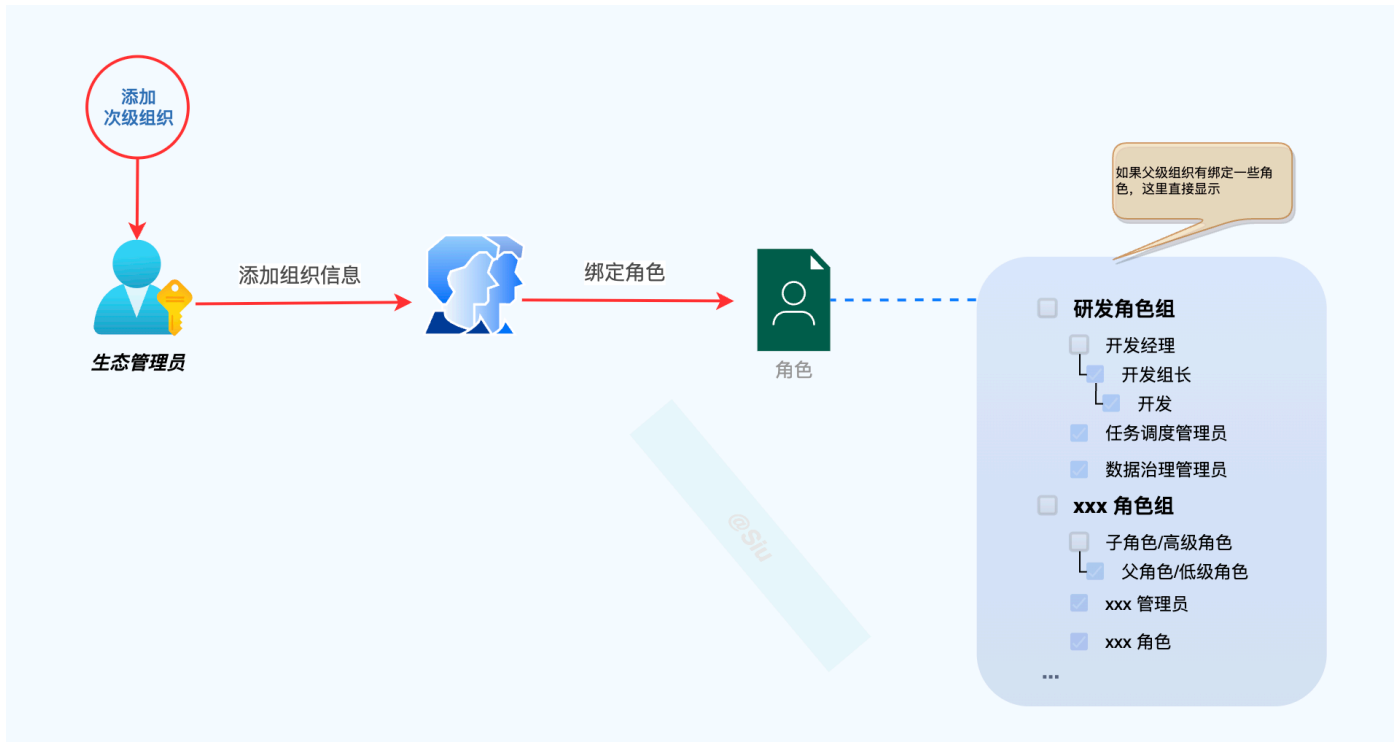 添加
次级组织
如果父级组织有绑定一些角
色，这里直接显示
添加组织信息
绑定角色
生态管理员
角色
研发角色组
开发经理
开发组长
开发
任务调度管理员
数据治理管理员
xxx 角色组
子角色/高级角色
父角色/低级角色
xxx 管理员
xxx 角色
...
@Siu